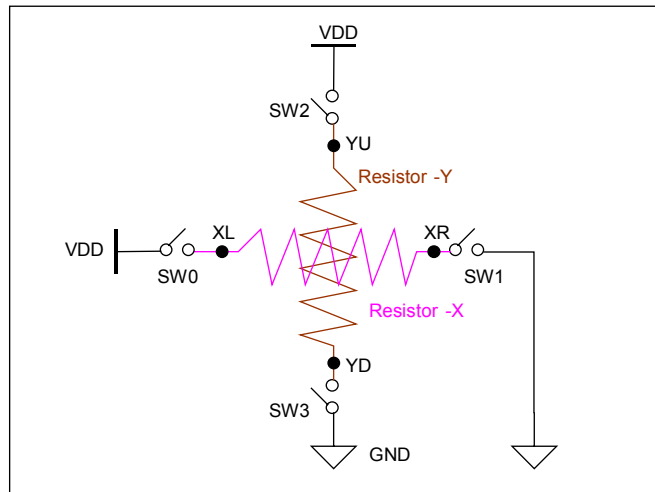 VDD
SW2
YU
Resistor -Y
XL
XR
VDD
SW0
SW1
Resistor -X
YD
SW3
GND